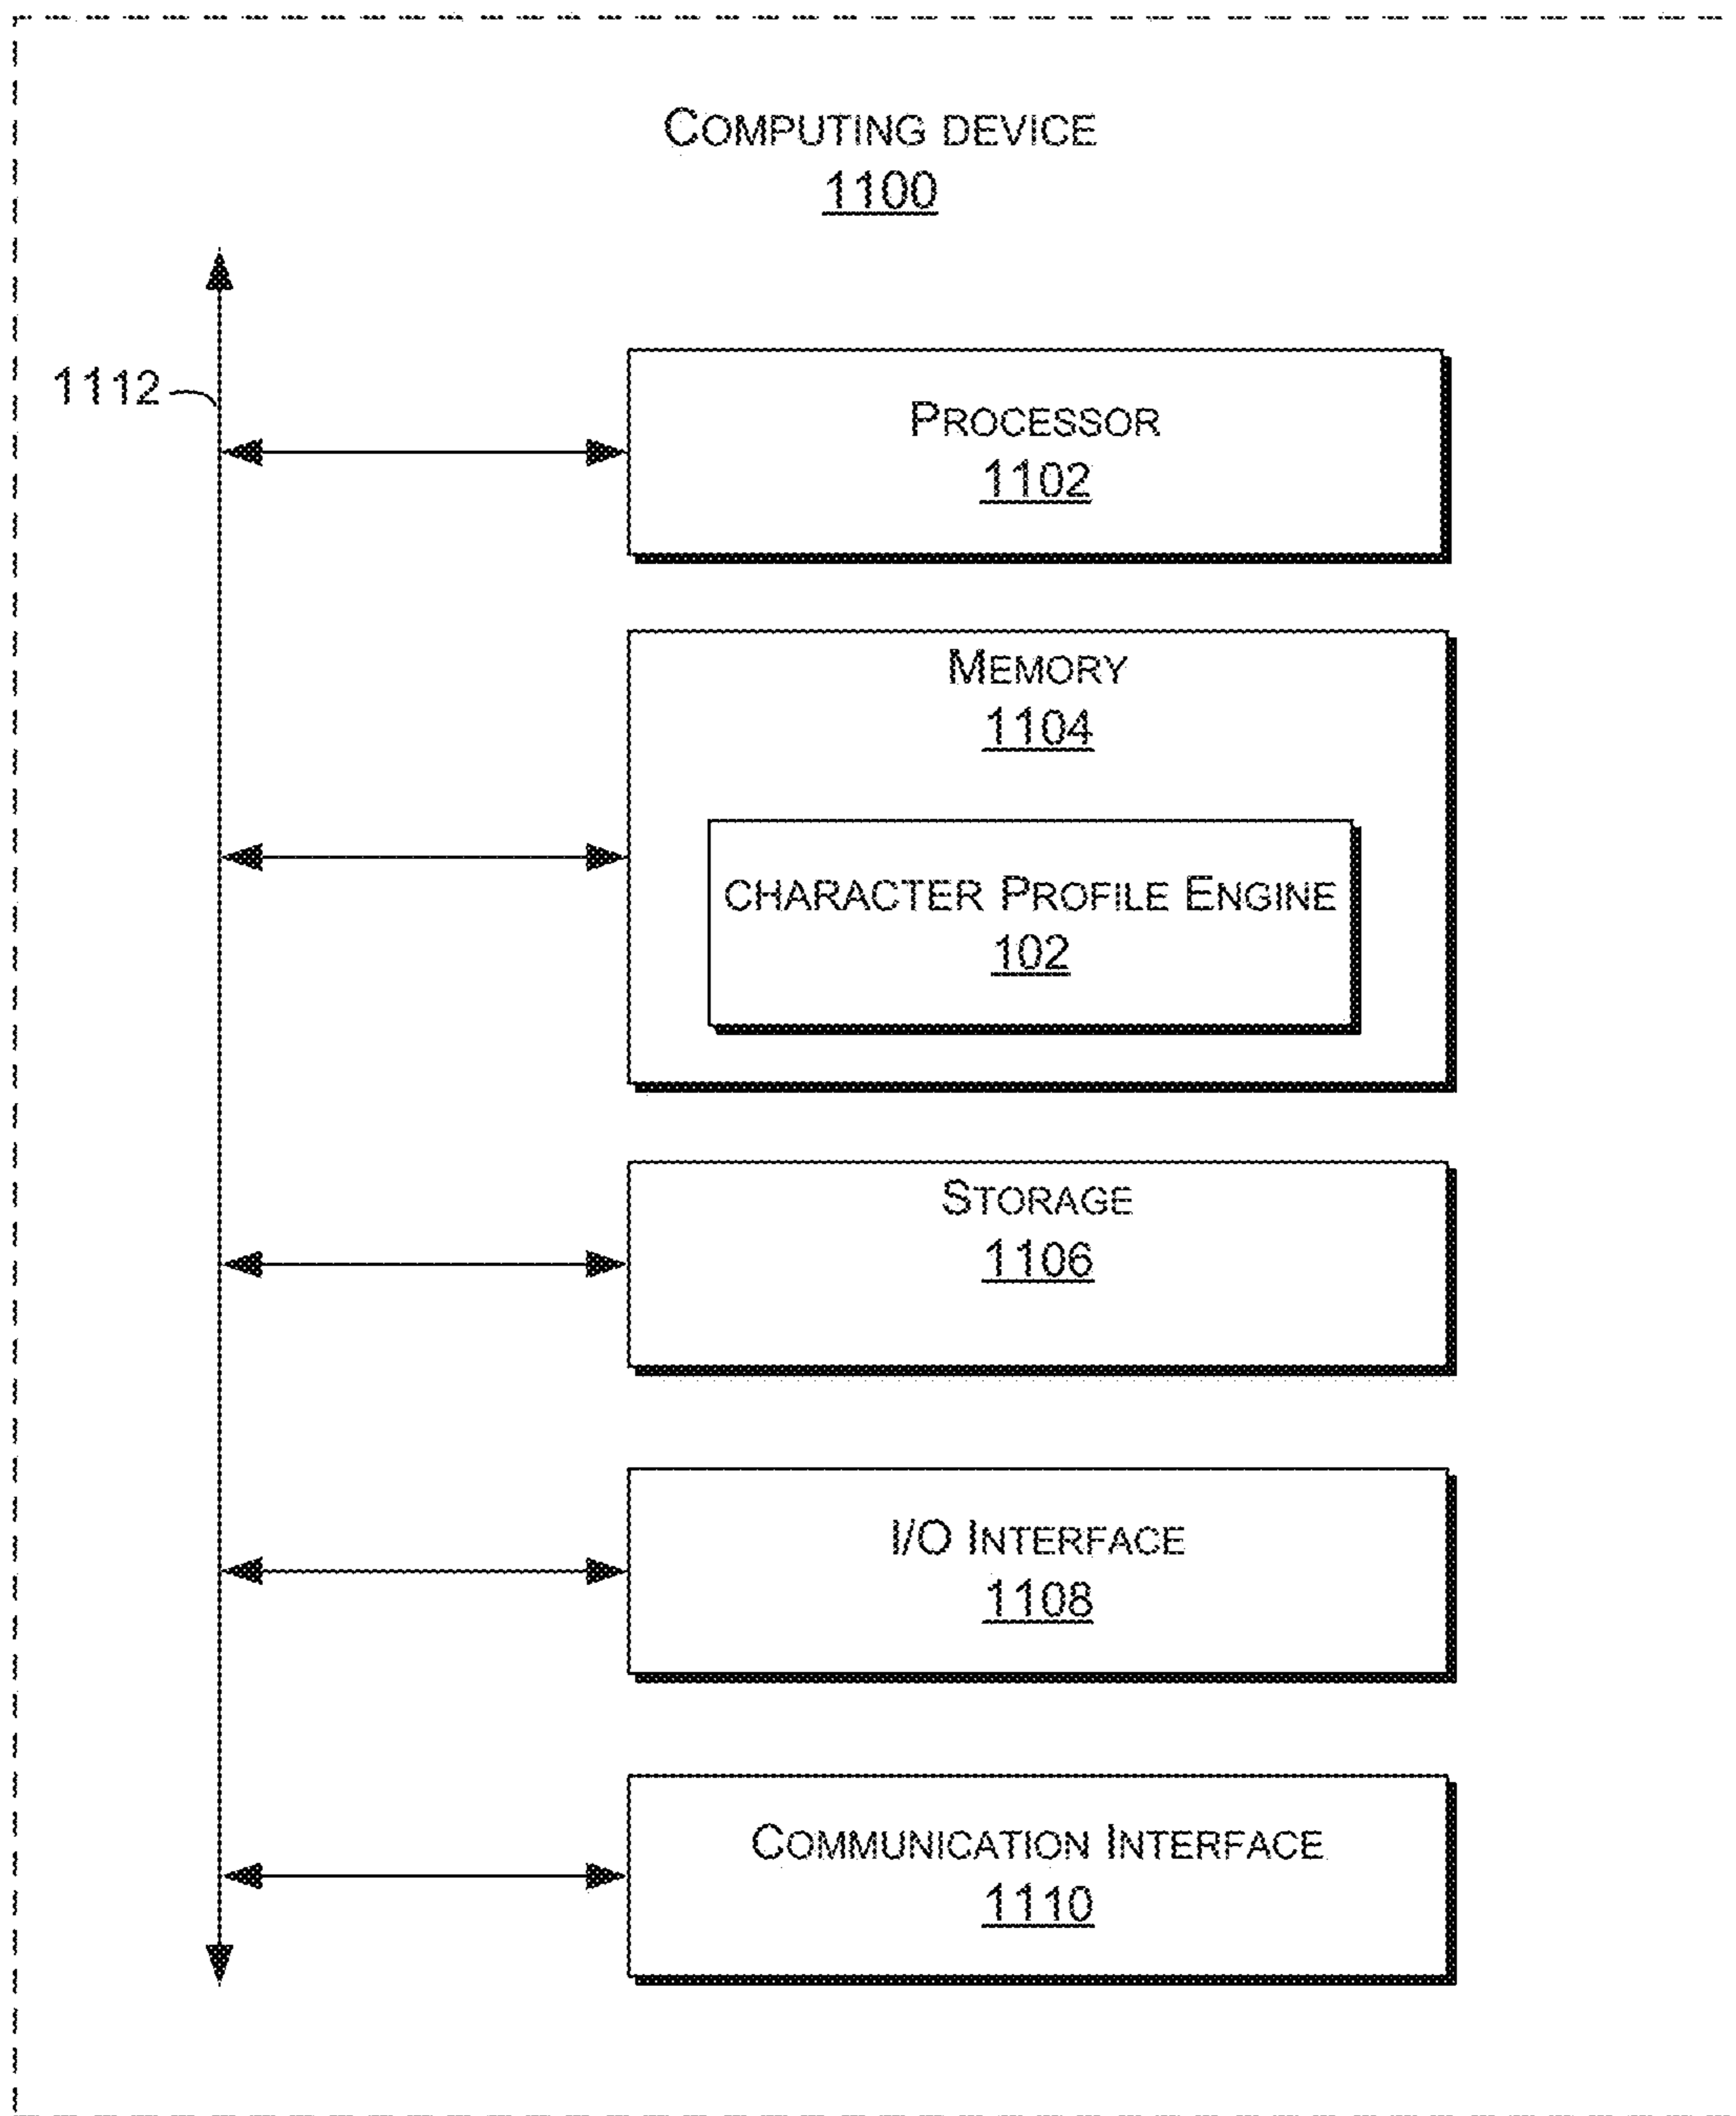 COMPUTING DEVICE
1100
1112
PROCESSOR
1102
MEMORY
1104
CHARACTER PROFILE ENGINE
102
STORAGE
1106
I/O INTERFACE
1108
COMMUNICATION INTERFACE
1110